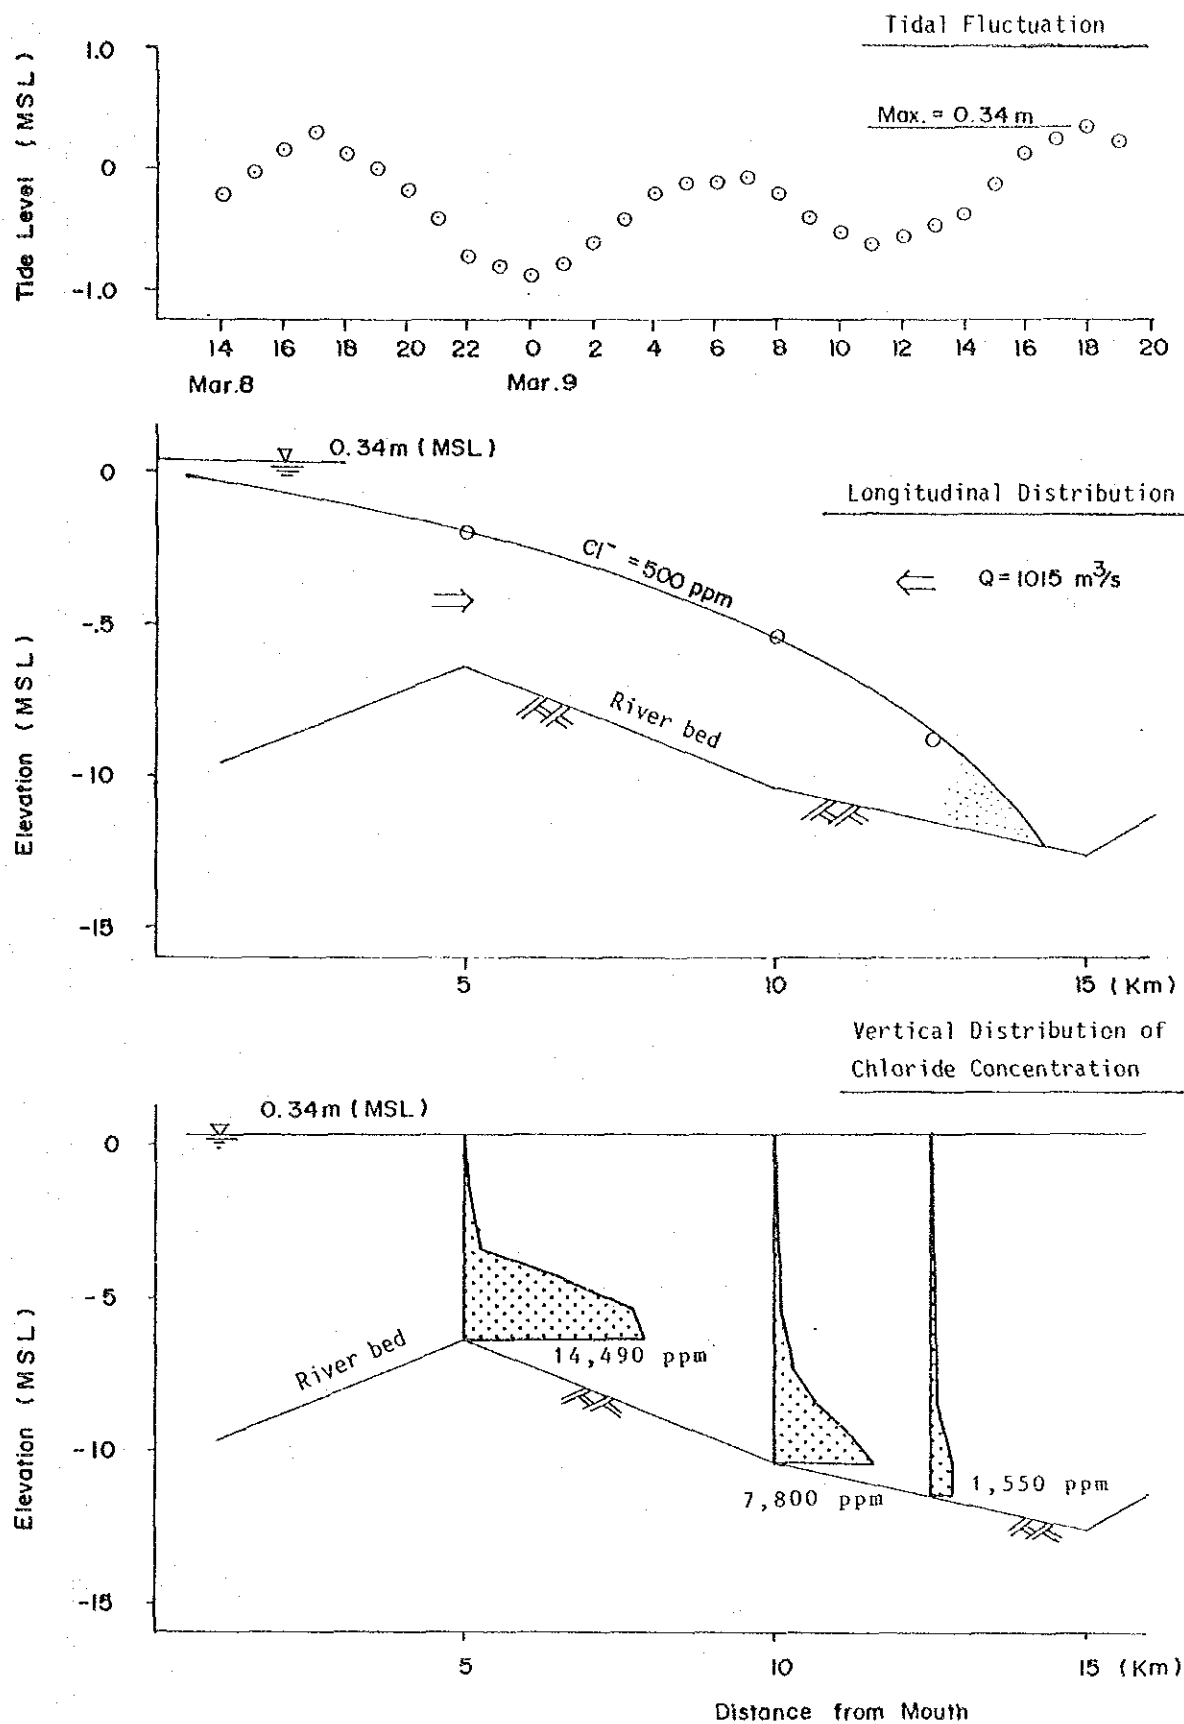 Tidal Fluctuation
1.0
0
-1.0
Tide Level (MSL)
Max. = 0.34 m
14 16 18 20 22 0 2 4 6 8 10 12 14 16 18 20
Mar.8 Mar.9
0.34m (MSL)
Longitudinal Distribution
0
-.5
-10
-15
Elevation (MSL)
Cl⁻ = 500 ppm
Q = 1015 m³/s
River bed
5 10 15 (Km)
Vertical Distribution of
Chloride Concentration
0.34m (MSL)
0
-5
-10
-15
Elevation (MSL)
River bed
14,490 ppm
7,800 ppm
1,550 ppm
5 10 15 (Km)
Distance from Mouth